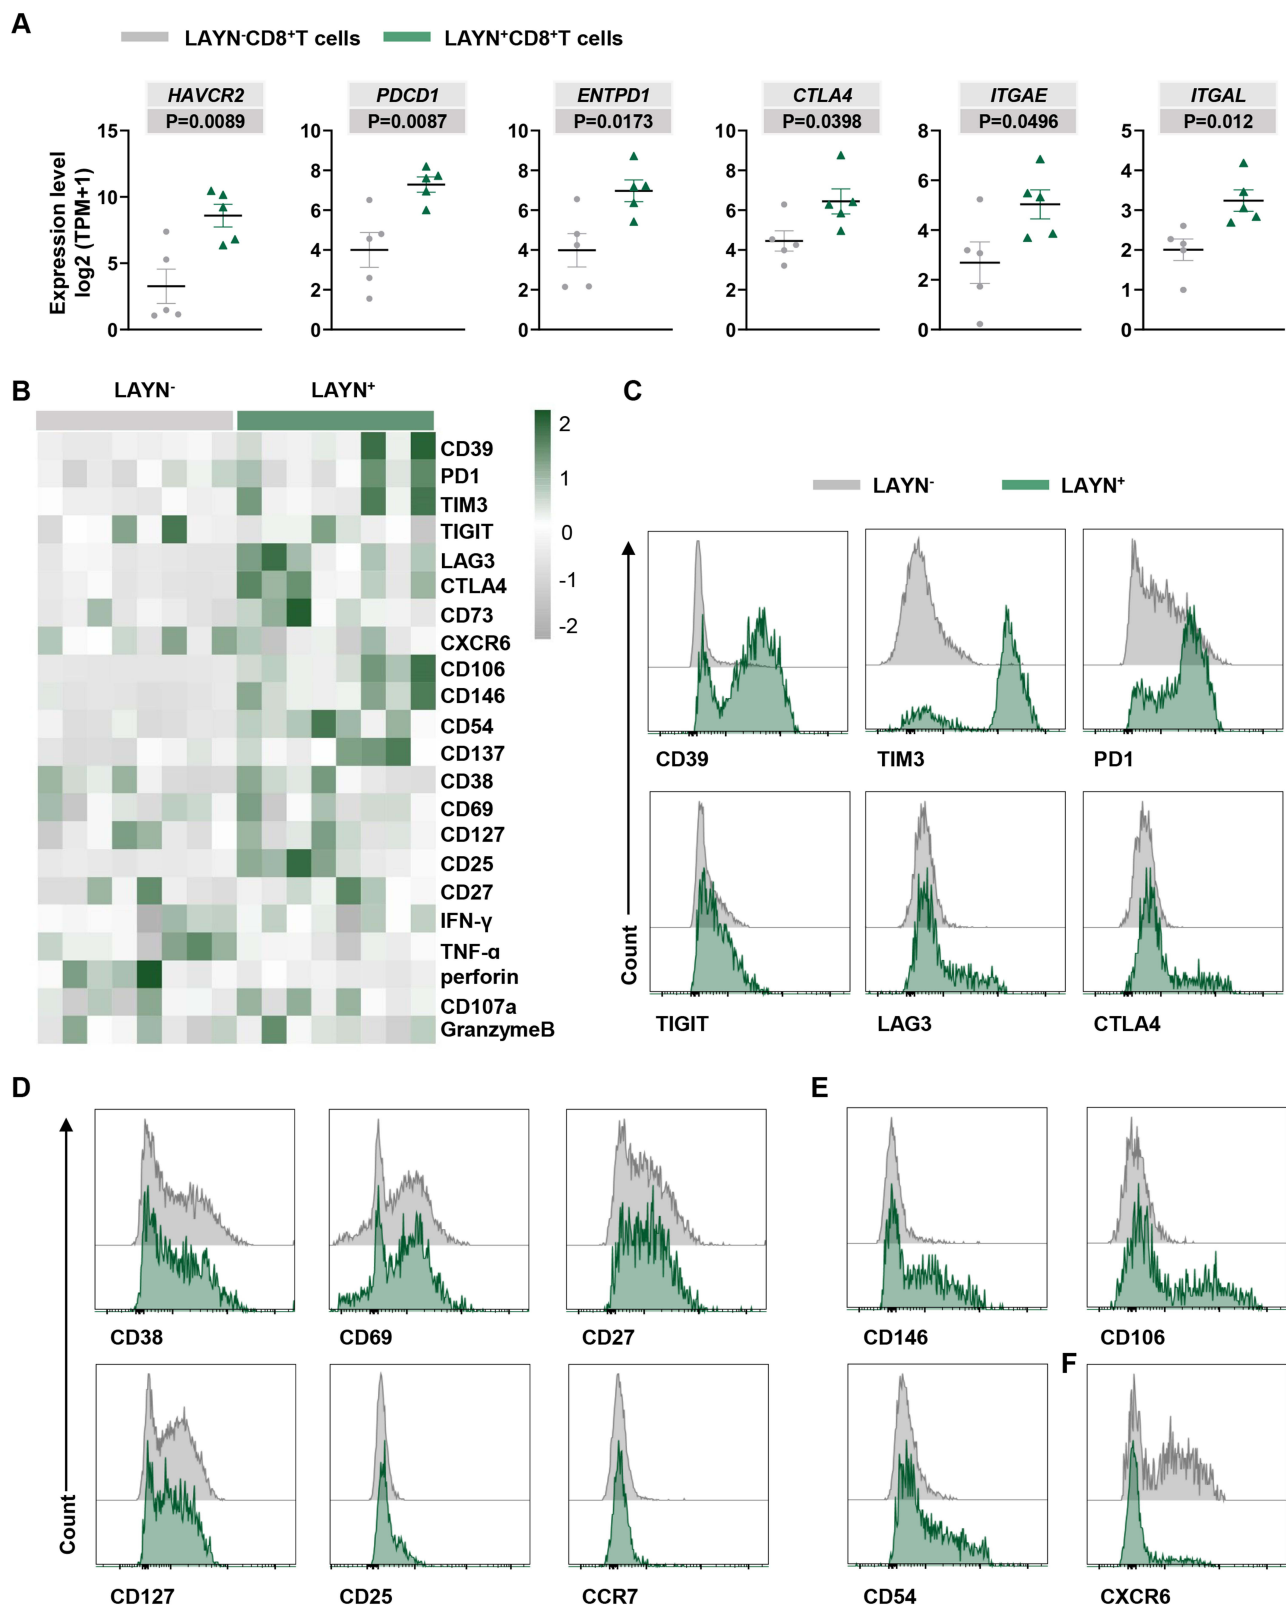 A
LAYN-CD8+T cells LAYN+CD8+T cells
HAVCR2 PDCD1 ENTPD1 CTLA4 ITGAE ITGAL
P=0.0089 P=0.0087 P=0.0173 P=0.0398 P=0.0496 P=0.012
Expression level
log2 (TPM+1)
15 10 5 0
10 8 6 4 2 0
10 8 6 4 2 0
10 8 6 4 2 0
8 6 4 2 0
5 4 3 2 1 0
B
LAYN- LAYN+
CD39
PD1
TIM3
TIGIT
LAG3
CTLA4
CD73
CXCR6
CD106
CD146
CD54
CD137
CD38
CD69
CD127
CD25
CD27
IFN-γ
TNF-α
perforin
CD107a
GranzymeB
2
1
0
-1
-2
C
LAYN- LAYN+
Count
CD39 TIM3 PD1
TIGIT LAG3 CTLA4
D
Count
CD38 CD69 CD27
CD127 CD25 CCR7
E
CD146 CD106
CD54
F
CXCR6